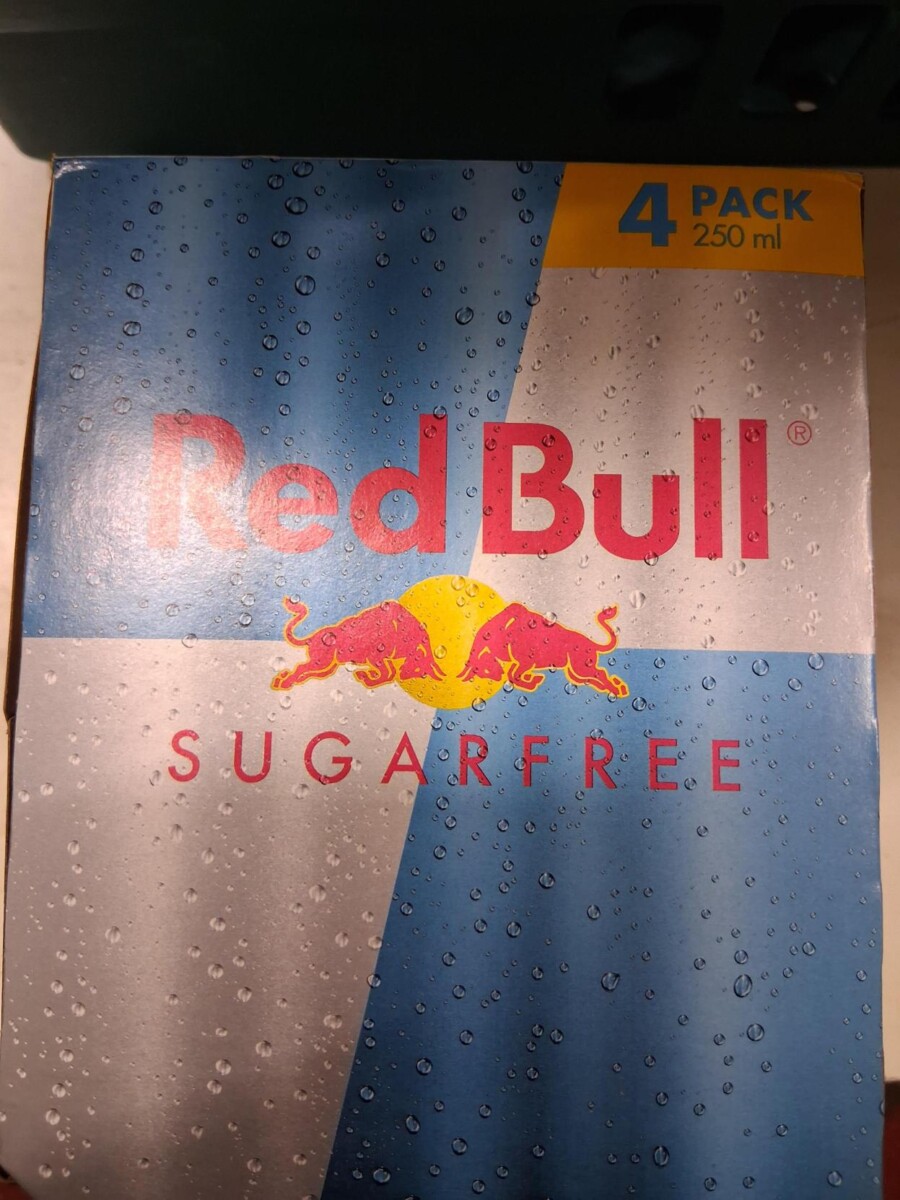 4 PACK
250 ml
Red Bull®
SUGARFREE